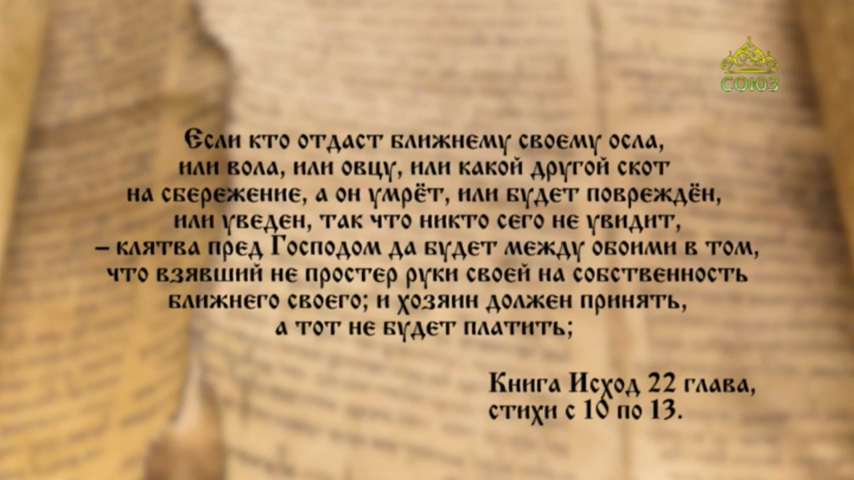 СОЮЗ
Если кто отдаст ближнему своему осла,
или вола, или овцу, или какой другой скот
на сбережение, а он умрёт, или будет повреждён,
или уведен, так что никто сего не увидит,
– клятва пред Господом да будет между обоими в том,
что взявший не простер руки своей на собственность
ближнего своего; и хозяин должен принять,
а тот не будет платить;
Книга Исход 22 глава,
стихи с 10 по 13.